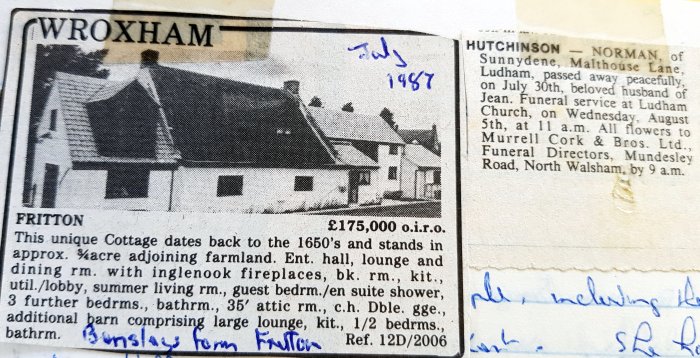 WROXHAM
July
1987
FRITTON
£175,000 o.i.r.o.
This unique Cottage dates back to the 1650's and stands in
approx. ¾acre adjoining farmland. Ent. hall, lounge and
dining rm. with inglenook fireplaces, bk. rm., kit.,
util./lobby, summer living rm., guest bedrm./en suite shower,
3 further bedrms., bathrm., 35' attic rm., c.h. Dble. gge.,
additional barn comprising large lounge, kit., 1/2 bedrms.,
bathrm.
Farm Fritton
Ref. 12D/2006
HUTCHINSON — NORMAN, of
Sunnydene, Malthouse Lane,
Ludham, passed away peacefully,
on July 30th, beloved husband of
Jean. Funeral service at Ludham
Church, on Wednesday, August
5th, at 11 a.m. All flowers to
Murrell Cork & Bros. Ltd.,
Funeral Directors, Mundesley
Road, North Walsham, by 9 a.m.
including